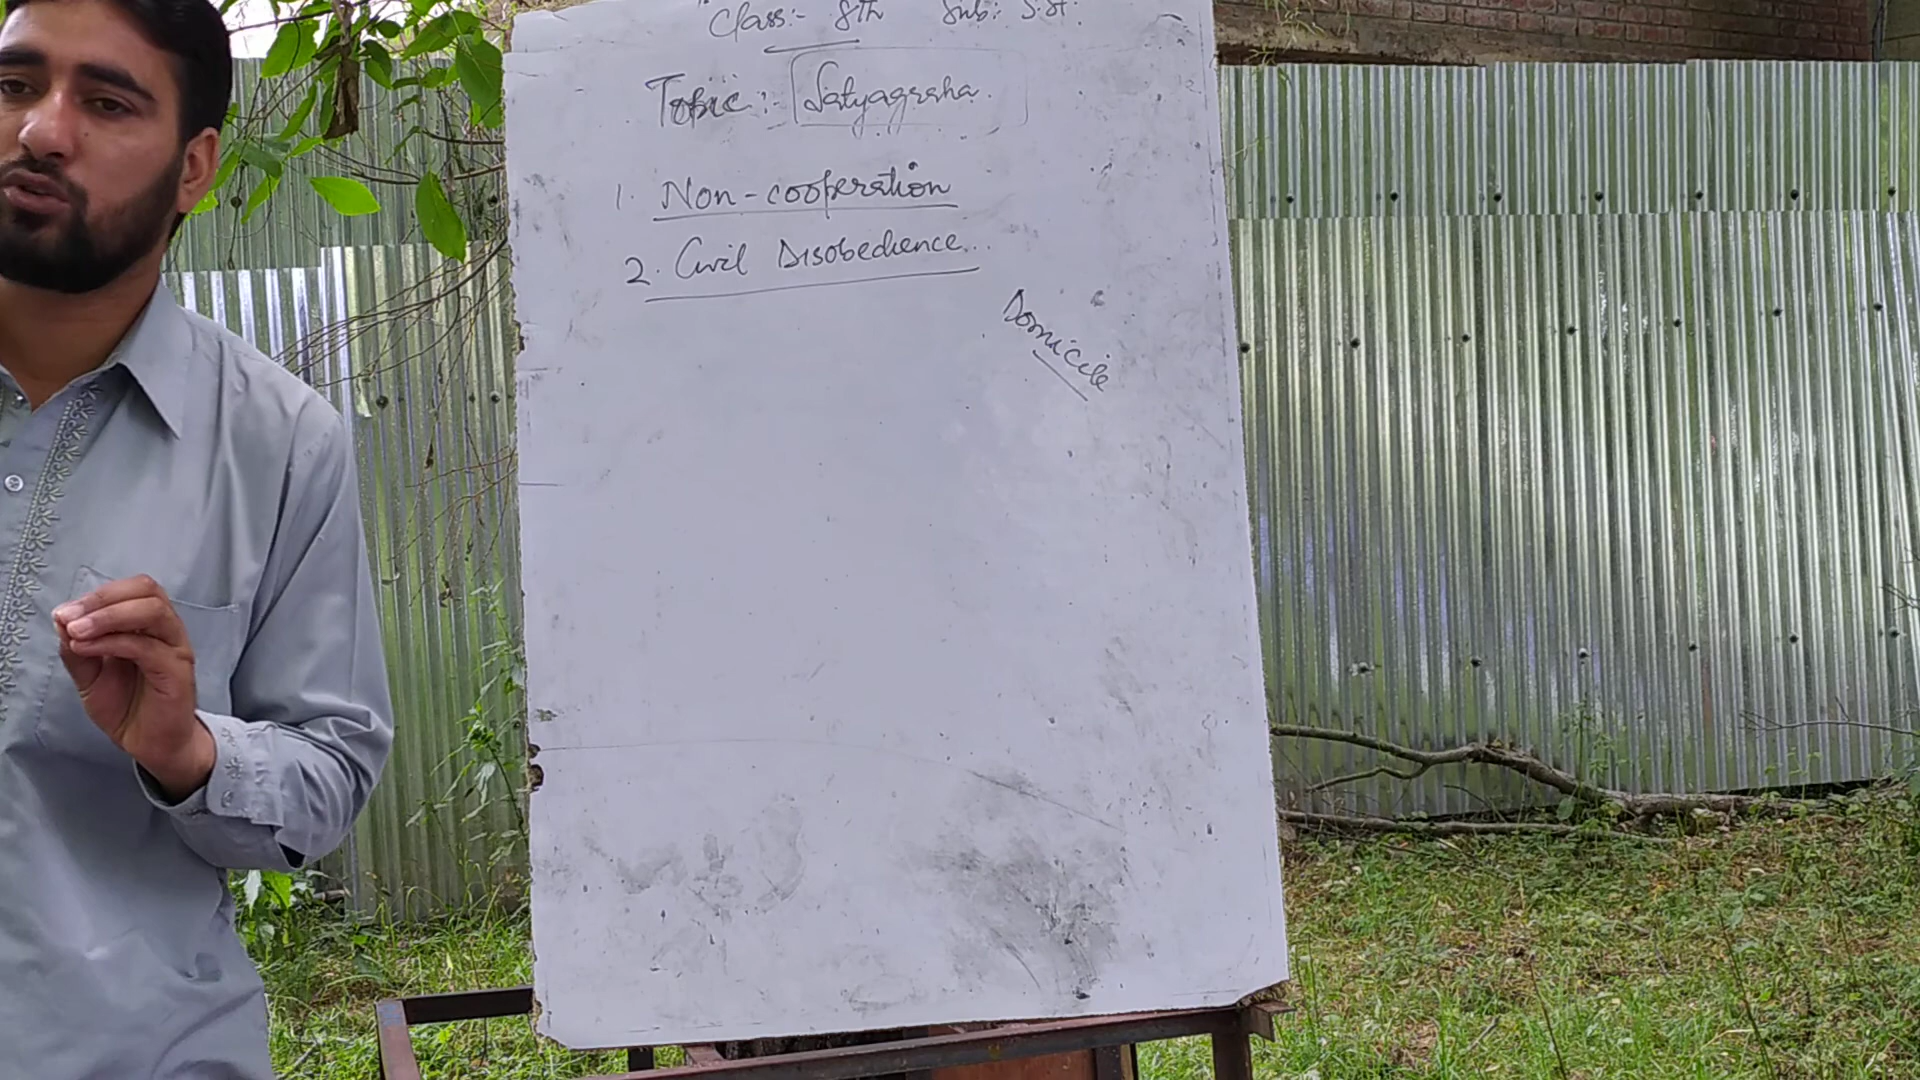 Class:- 8th Sub: S.St.
Topic:- Satyagraha.
1. Non-cooperation
2. Civil Disobedience...
Domicile